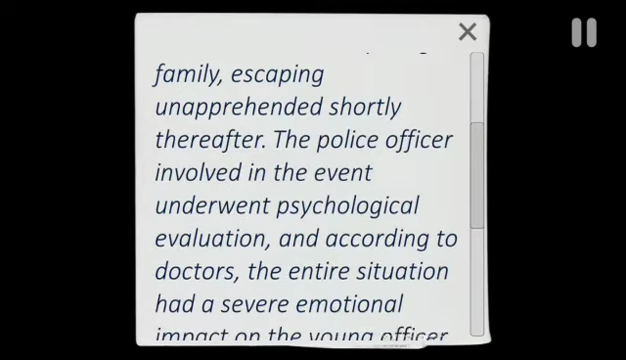 family, escaping
unapprehended shortly
thereafter. The police officer
involved in the event
underwent psychological
evaluation, and according to
doctors, the entire situation
had a severe emotional
impact on the young officer